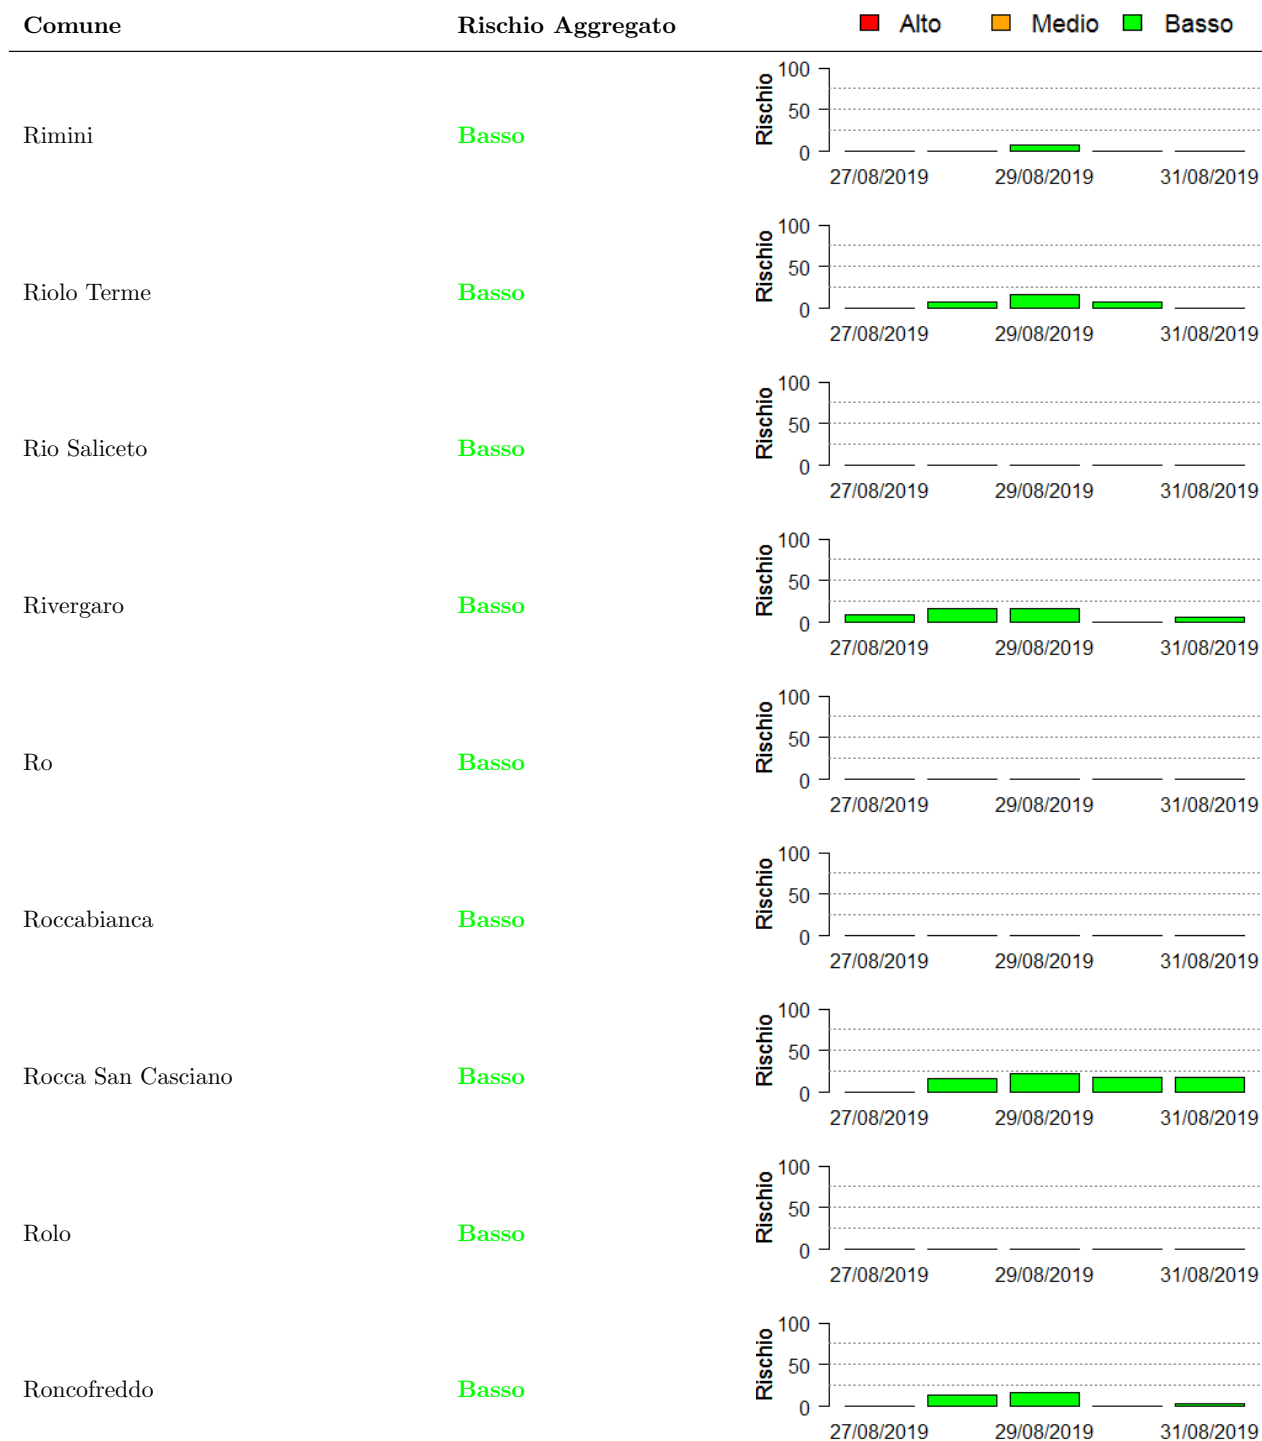 Comune Rischio Aggregato Alto Medio Basso
100
50
0
Rischio
Rimini Basso
27/08/2019 29/08/2019 31/08/2019
100
50
0
Rischio
Riolo Terme Basso
27/08/2019 29/08/2019 31/08/2019
100
50
0
Rischio
Rio Saliceto Basso
27/08/2019 29/08/2019 31/08/2019
100
50
0
Rischio
Rivergaro Basso
27/08/2019 29/08/2019 31/08/2019
100
50
0
Rischio
Ro Basso
27/08/2019 29/08/2019 31/08/2019
100
50
0
Rischio
Roccabianca Basso
27/08/2019 29/08/2019 31/08/2019
100
50
0
Rischio
Rocca San Casciano Basso
27/08/2019 29/08/2019 31/08/2019
100
50
0
Rischio
Rolo Basso
27/08/2019 29/08/2019 31/08/2019
100
50
0
Rischio
Roncofreddo Basso
27/08/2019 29/08/2019 31/08/2019